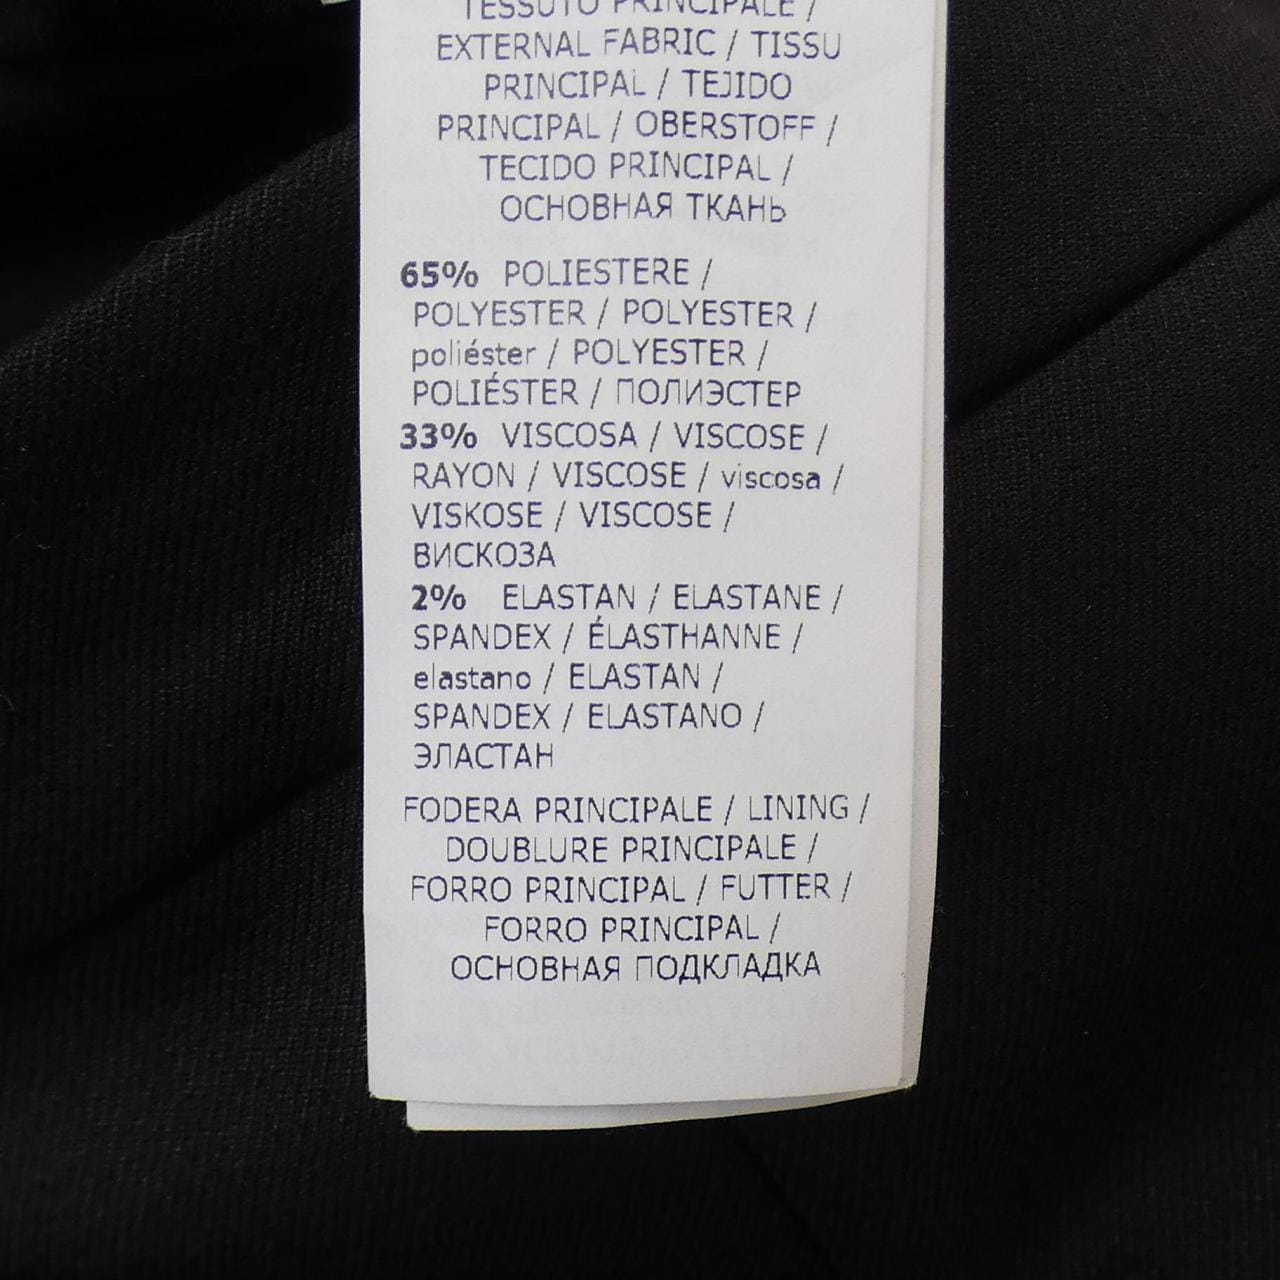 TESSUTO PRINCIPALE /
EXTERNAL FABRIC / TISSU
PRINCIPAL / TEJIDO
PRINCIPAL / OBERSTOFF /
TECIDO PRINCIPAL /
ОСНОВНАЯ ТКАНЬ
65% POLIESTERE /
POLYESTER / POLYESTER /
poliéster / POLYESTER /
POLIÉSTER / ПОЛИЭСТЕР
33% VISCOSA / VISCOSE /
RAYON / VISCOSE / viscosa /
VISKOSE / VISCOSE /
ВИСКОЗА
2% ELASTAN / ELASTANE /
SPANDEX / ÉLASTHANNE /
elastano / ELASTAN /
SPANDEX / ELASTANO /
ЭЛАСТАН
FODERA PRINCIPALE / LINING /
DOUBLURE PRINCIPALE /
FORRO PRINCIPAL / FUTTER /
FORRO PRINCIPAL /
ОСНОВНАЯ ПОДКЛАДКА